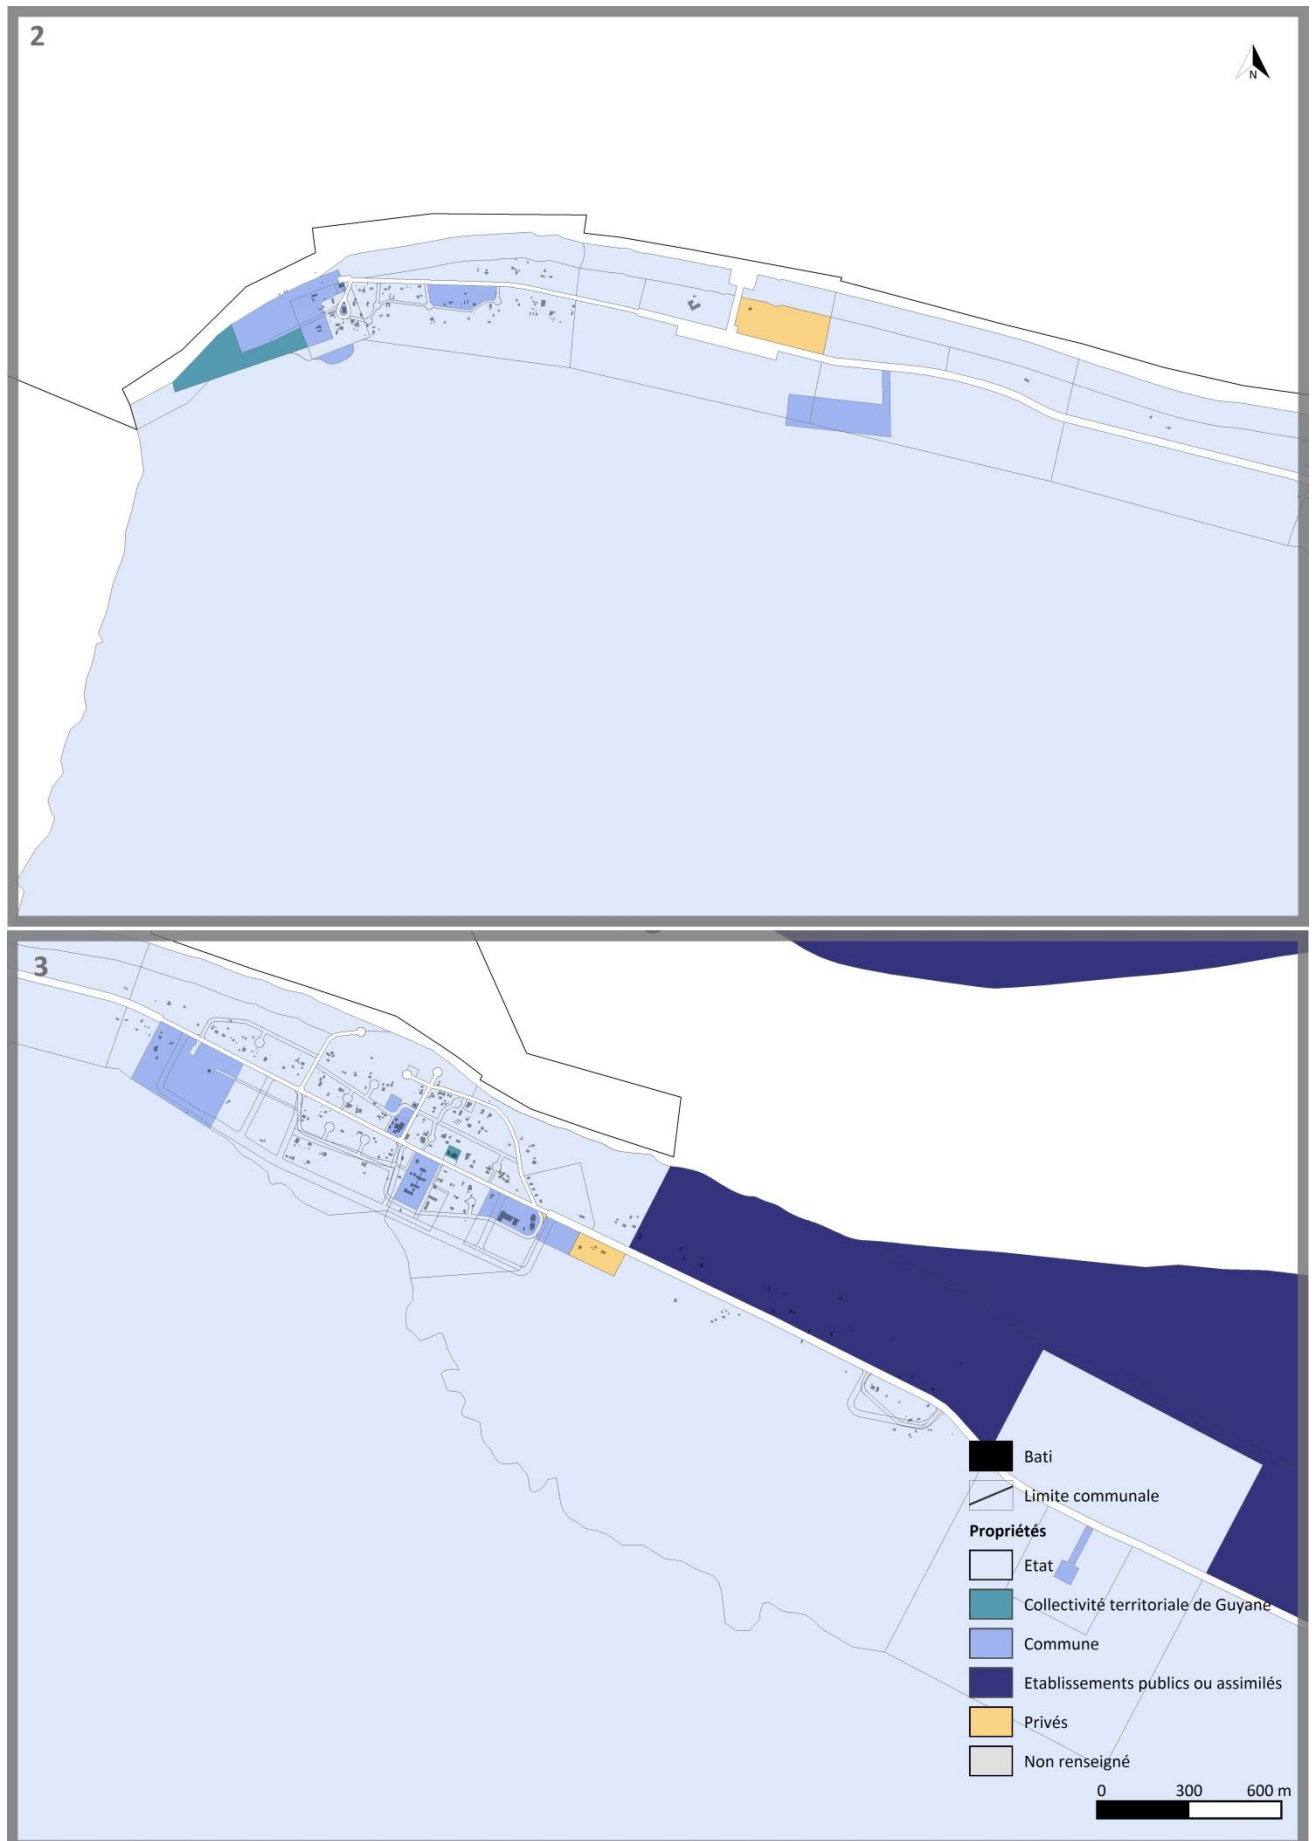 2
N
3
Bati
Limite communale
Propriétés
Etat
Collectivité territoriale de Guyane
Commune
Etablissements publics ou assimilés
Privés
Non renseigné
0 300 600 m